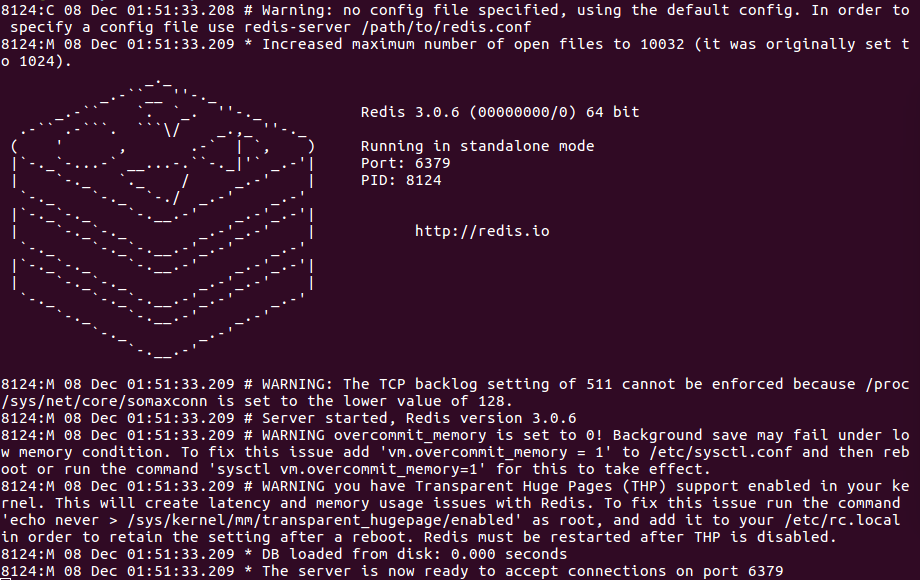 8124:C 08 Dec 01:51:33.208 # Warning: no config file specified, using the default config. In order to
 specify a config file use redis-server /path/to/redis.conf
8124:M 08 Dec 01:51:33.209 * Increased maximum number of open files to 10032 (it was originally set t
o 1024).
Redis 3.0.6 (00000000/0) 64 bit
Running in standalone mode
Port: 6379
PID: 8124
http://redis.io
8124:M 08 Dec 01:51:33.209 # WARNING: The TCP backlog setting of 511 cannot be enforced because /proc
/sys/net/core/somaxconn is set to the lower value of 128.
8124:M 08 Dec 01:51:33.209 # Server started, Redis version 3.0.6
8124:M 08 Dec 01:51:33.209 # WARNING overcommit_memory is set to 0! Background save may fail under lo
w memory condition. To fix this issue add 'vm.overcommit_memory = 1' to /etc/sysctl.conf and then reb
oot or run the command 'sysctl vm.overcommit_memory=1' for this to take effect.
8124:M 08 Dec 01:51:33.209 # WARNING you have Transparent Huge Pages (THP) support enabled in your ke
rnel. This will create latency and memory usage issues with Redis. To fix this issue run the command
'echo never > /sys/kernel/mm/transparent_hugepage/enabled' as root, and add it to your /etc/rc.local
in order to retain the setting after a reboot. Redis must be restarted after THP is disabled.
8124:M 08 Dec 01:51:33.209 * DB loaded from disk: 0.000 seconds
8124:M 08 Dec 01:51:33.209 * The server is now ready to accept connections on port 6379